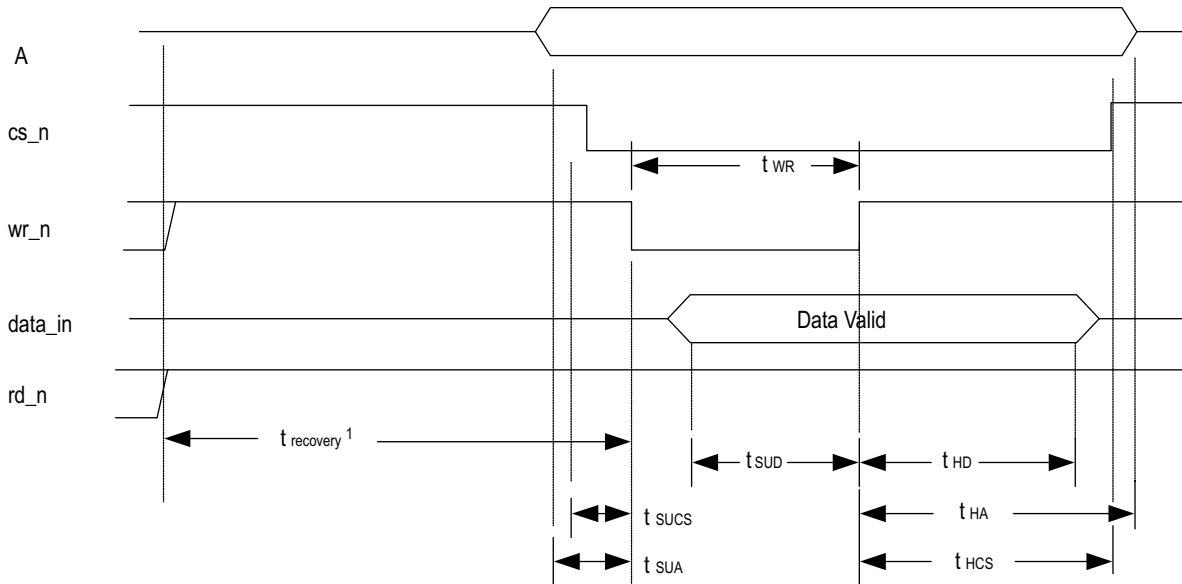 A
cs_n
t WR
wr_n
data_in
Data Valid
rd_n
t recovery 1
t SUD
t HD
t SUCS
t HA
t SUA
t HCS